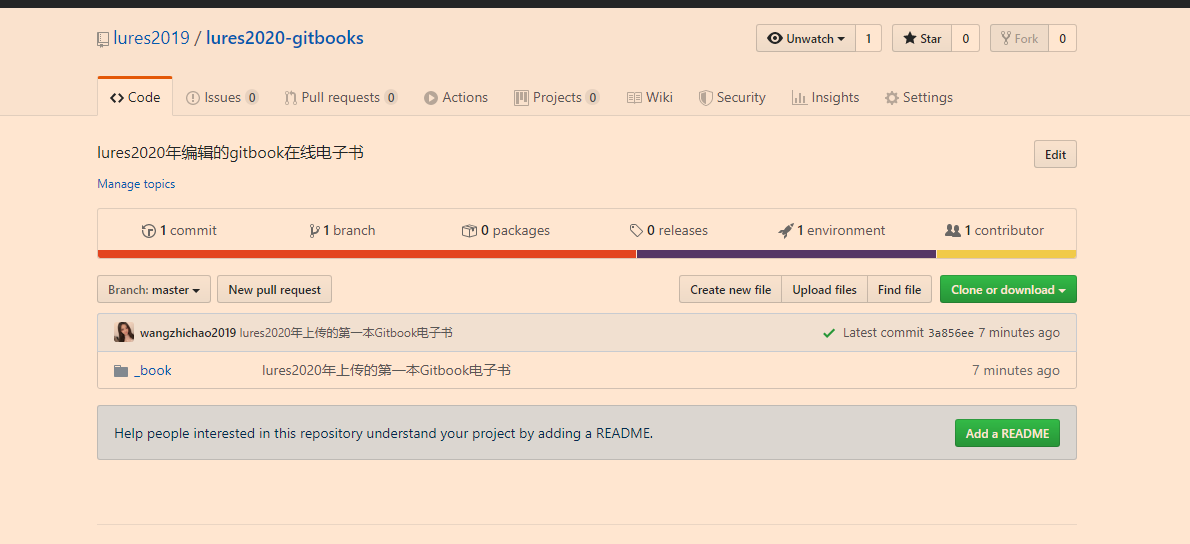 lures2019 / lures2020-gitbooks
Unwatch 1 Star 0 Fork 0
Code Issues 0 Pull requests 0 Actions Projects 0 Wiki Security Insights Settings
lures2020年编辑的gitbook在线电子书 Edit
Manage topics
1 commit 1 branch 0 packages 0 releases 1 environment 1 contributor
Branch: master New pull request Create new file Upload files Find file Clone or download
wangzhichao2019 lures2020年上传的第一本Gitbook电子书 Latest commit 3a856ee 7 minutes ago
_book lures2020年上传的第一本Gitbook电子书 7 minutes ago
Help people interested in this repository understand your project by adding a README. Add a README